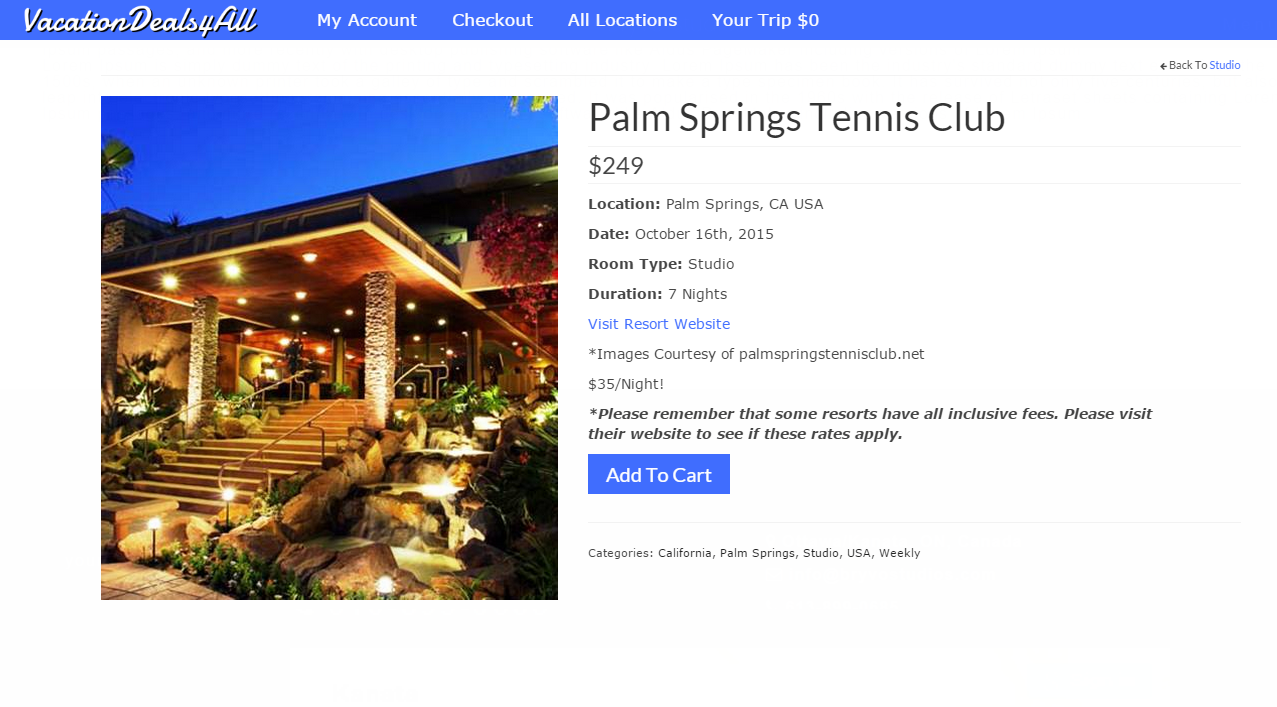 VacationDeals4All
My Account
Checkout
All Locations
Your Trip $0
Back To Studio
Palm Springs Tennis Club
$249
Location: Palm Springs, CA USA
Date: October 16th, 2015
Room Type: Studio
Duration: 7 Nights
Visit Resort Website
*Images Courtesy of palmspringstennisclub.net
$35/Night!
*Please remember that some resorts have all inclusive fees. Please visit
their website to see if these rates apply.
Add To Cart
Categories: California, Palm Springs, Studio, USA, Weekly